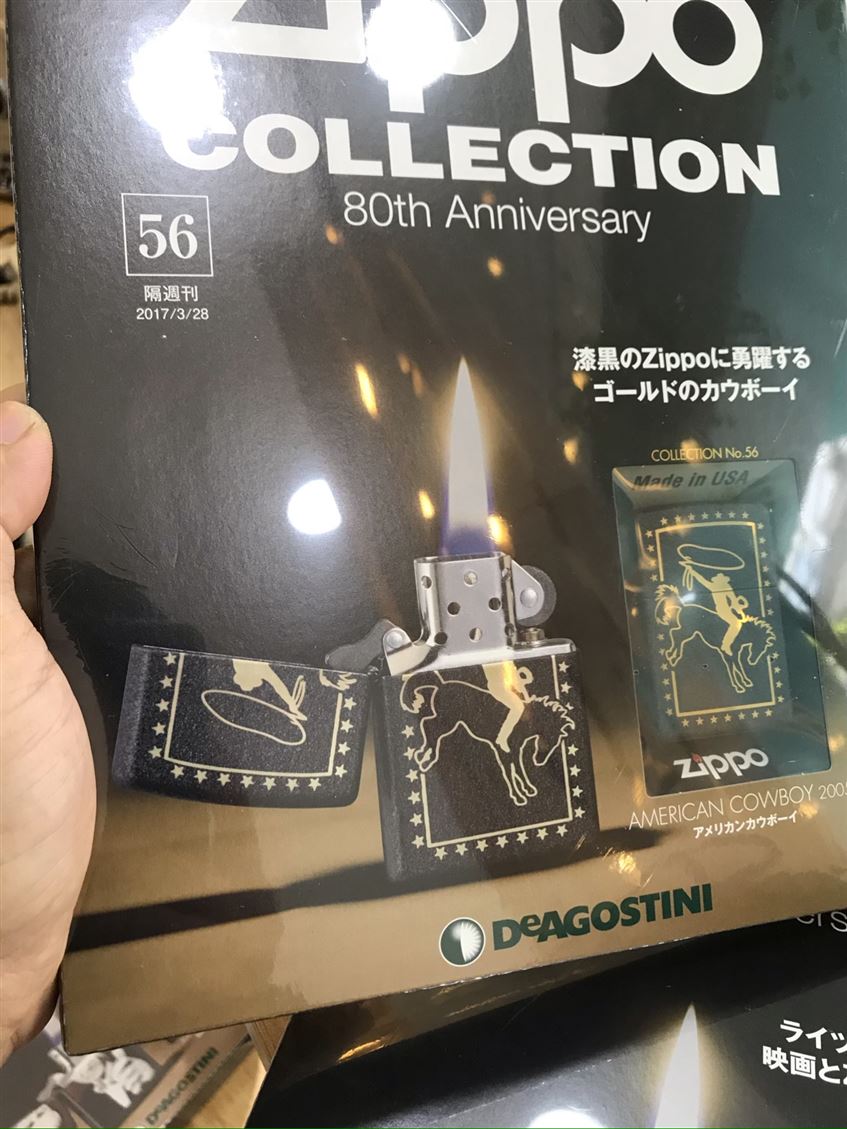 Zippo
COLLECTION
80th Anniversary
56
隔週刊
2017/3/28
漆黒のZippoに勇躍する
ゴールドのカウボーイ
COLLECTION No.56
Made in USA
zippo
AMERICAN COWBOY 2005
アメリカンカウボーイ
DeAGOSTINI
ers
ライツ
映画と
DeAGOSTINI